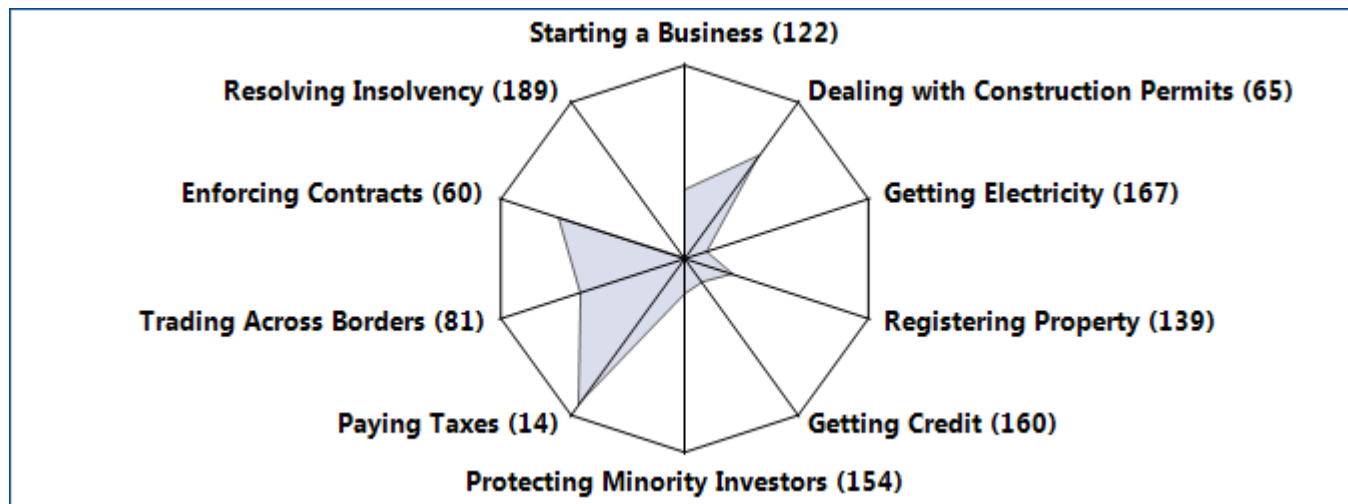 Starting a Business (122)
Resolving Insolvency (189)
Dealing with Construction Permits (65)
Enforcing Contracts (60)
Getting Electricity (167)
Trading Across Borders (81)
Registering Property (139)
Paying Taxes (14)
Getting Credit (160)
Protecting Minority Investors (154)